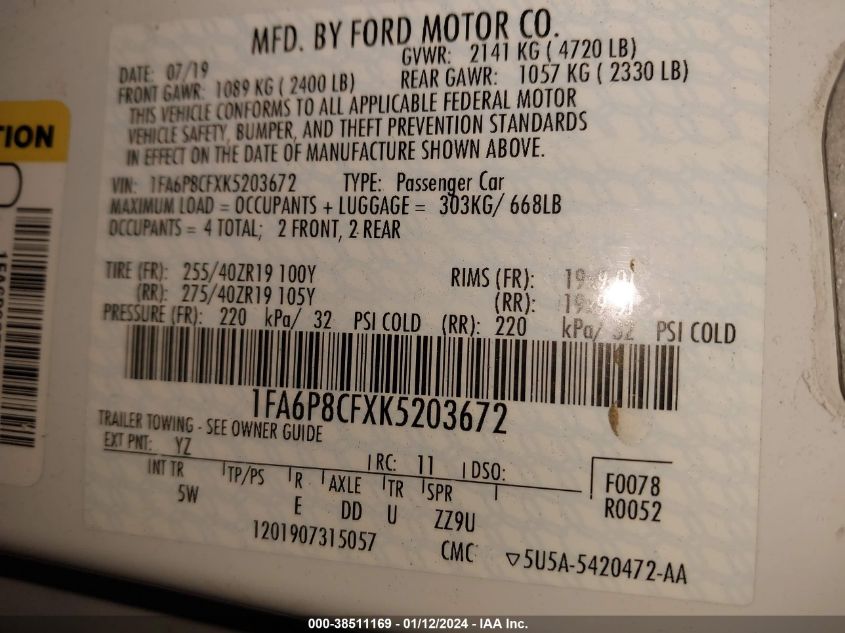 MFD. BY FORD MOTOR CO.
DATE: 07/19 GVWR: 2141 KG ( 4720 LB)
FRONT GAWR: 1089 KG ( 2400 LB) REAR GAWR: 1057 KG ( 2330 LB)
THIS VEHICLE CONFORMS TO ALL APPLICABLE FEDERAL MOTOR
VEHICLE SAFETY, BUMPER, AND THEFT PREVENTION STANDARDS
IN EFFECT ON THE DATE OF MANUFACTURE SHOWN ABOVE.
TION
VIN: 1FA6P8CFXK5203672 TYPE: Passenger Car
MAXIMUM LOAD = OCCUPANTS + LUGGAGE = 303KG/ 668LB
OCCUPANTS = 4 TOTAL; 2 FRONT, 2 REAR
TIRE (FR): 255/40ZR19 100Y RIMS (FR):
(RR): 275/40ZR19 105Y (RR):
PRESSURE (FR): 220 kPa/ 32 PSI COLD (RR): 220 kPa/ 32 PSI COLD
1FA6P8CFXK5203672
TRAILER TOWING - SEE OWNER GUIDE
EXT PNT: YZ RC: 11 DSO:
INT TR TP/PS R AXLE TR SPR F0078
5W E DD U ZZ9U R0052
1201907315057 CMC ▽5U5A-5420472-AA
000-38511169 - 01/12/2024 - IAA Inc.